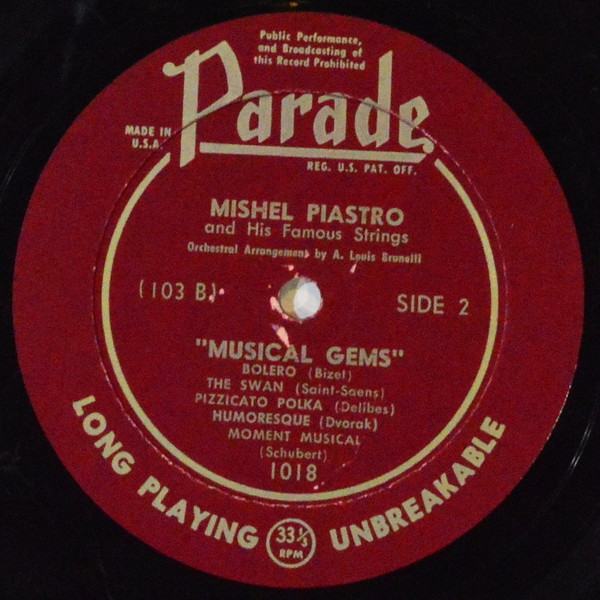 Public Performance,
and Broadcasting of
this Record Prohibited
Parade
MADE IN
U.S.A.
REG. U.S. PAT. OFF.
MISHEL PIASTRO
and His Famous Strings
Orchestral Arrangement by A. Louis Brunelli
(103 B)
SIDE 2
"MUSICAL GEMS"
BOLERO (Bizet)
THE SWAN (Saint-Saens)
PIZZICATO POLKA (Delibes)
HUMORESQUE (Dvorak)
MOMENT MUSICAL
(Schubert)
1018
LONG PLAYING
33⅓
RPM
UNBREAKABLE